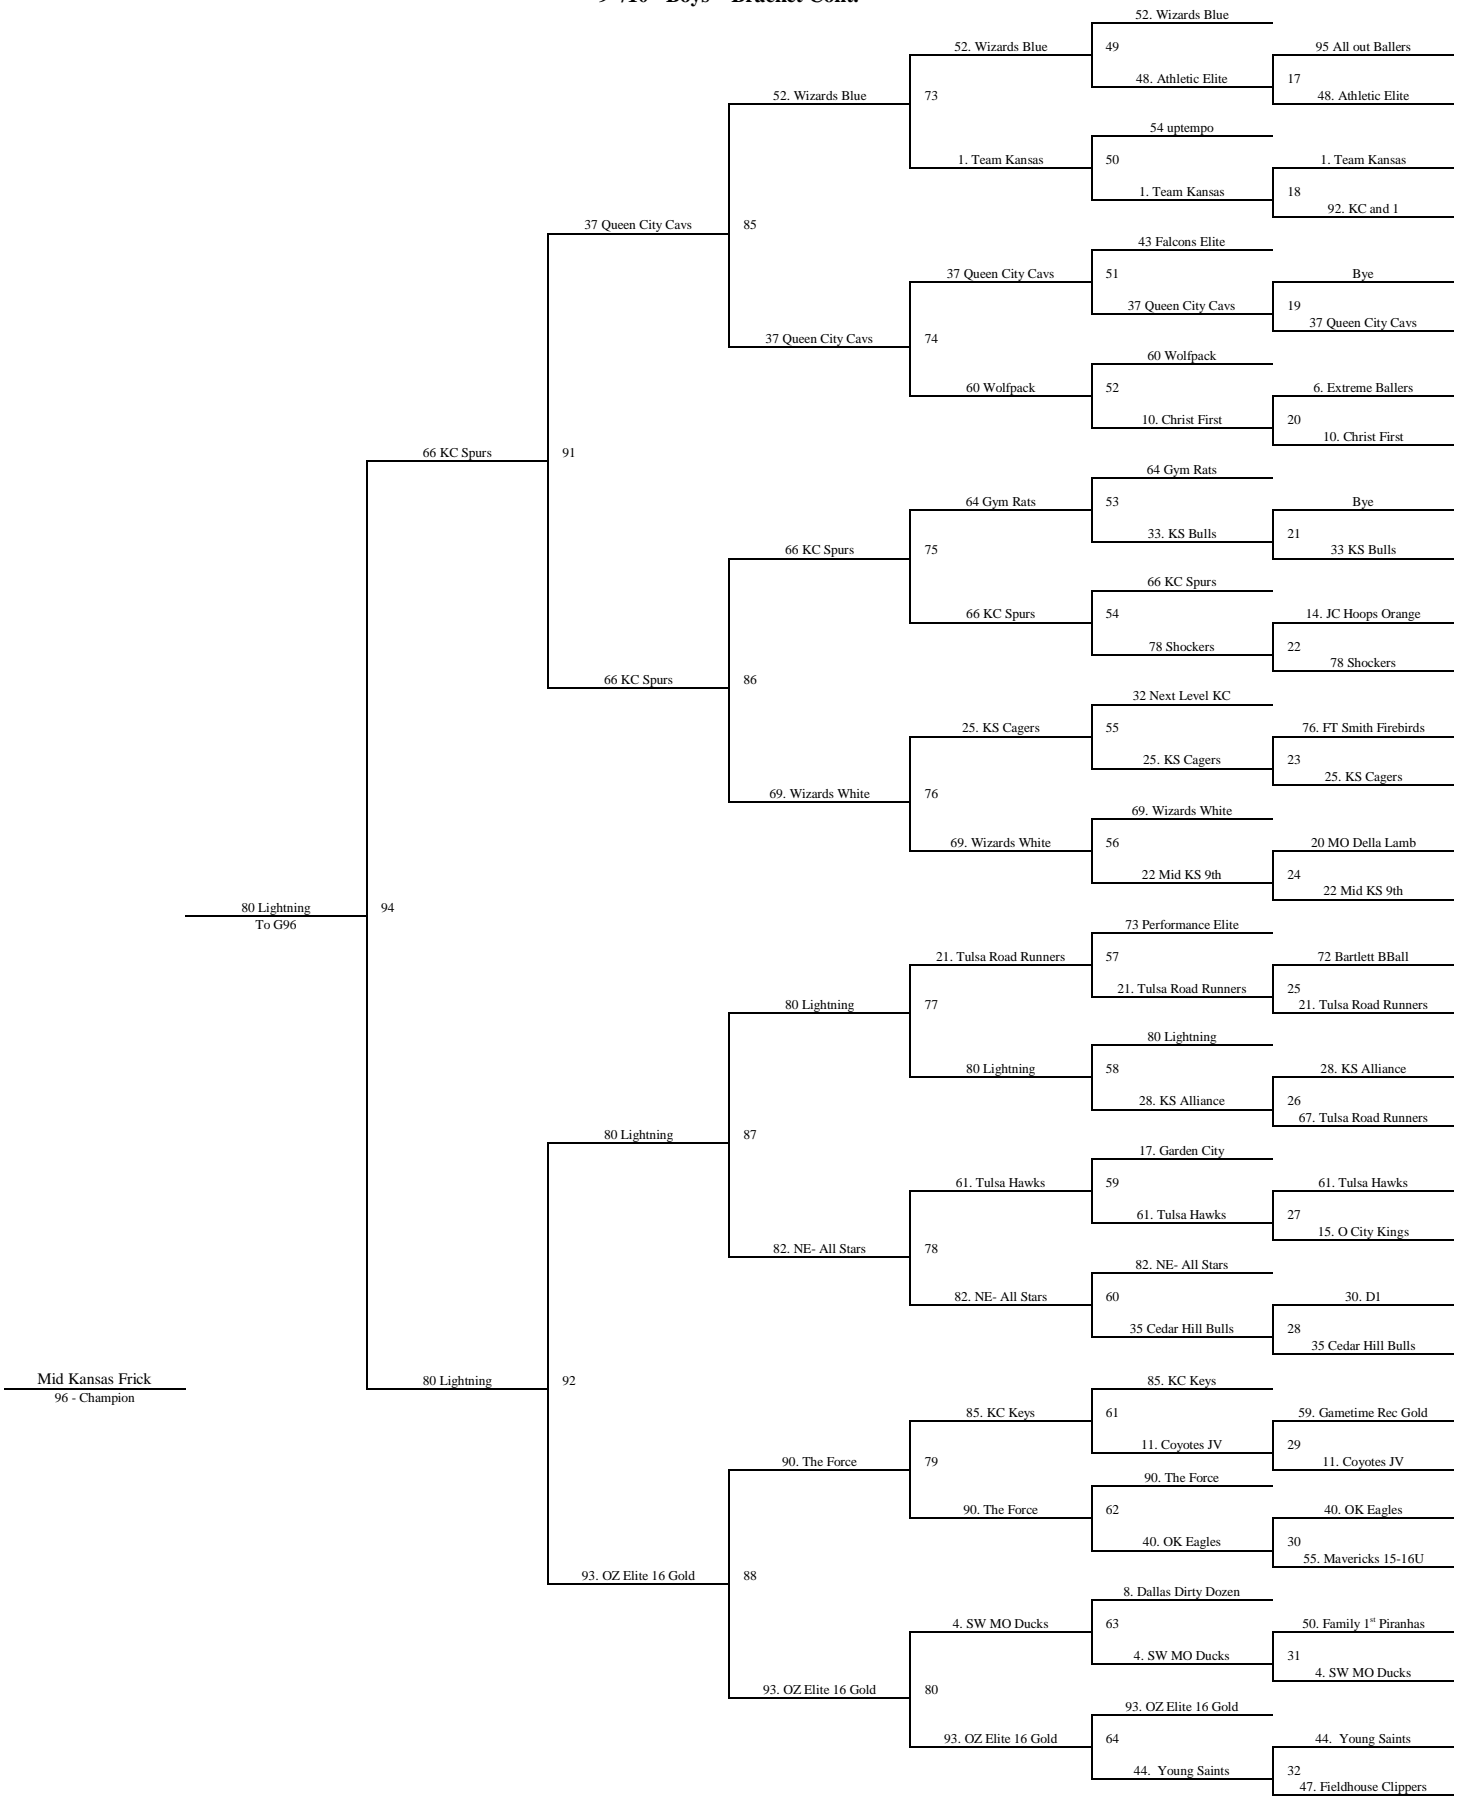 9-/10- Boys - Bracket Cont.
52. Wizards Blue
52. Wizards Blue
49
95 All out Ballers
48. Athletic Elite
17
52. Wizards Blue
73
48. Athletic Elite
54 uptempo
1. Team Kansas
50
1. Team Kansas
1. Team Kansas
18
92. KC and 1
37 Queen City Cavs
85
43 Falcons Elite
37 Queen City Cavs
51
Bye
37 Queen City Cavs
19
37 Queen City Cavs
37 Queen City Cavs
74
60 Wolfpack
60 Wolfpack
52
6. Extreme Ballers
10. Christ First
20
10. Christ First
66 KC Spurs
91
64 Gym Rats
64 Gym Rats
53
Bye
33. KS Bulls
21
66 KC Spurs
75
33 KS Bulls
66 KC Spurs
66 KC Spurs
54
14. JC Hoops Orange
78 Shockers
22
78 Shockers
66 KC Spurs
86
32 Next Level KC
25. KS Cagers
55
76. FT Smith Firebirds
25. KS Cagers
23
25. KS Cagers
69. Wizards White
76
69. Wizards White
69. Wizards White
56
20 MO Della Lamb
22 Mid KS 9th
24
22 Mid KS 9th
80 Lightning
94
To G96
73 Performance Elite
21. Tulsa Road Runners
57
72 Bartlett BBall
21. Tulsa Road Runners
25
80 Lightning
77
21. Tulsa Road Runners
80 Lightning
80 Lightning
58
28. KS Alliance
28. KS Alliance
26
67. Tulsa Road Runners
80 Lightning
87
17. Garden City
61. Tulsa Hawks
59
61. Tulsa Hawks
61. Tulsa Hawks
27
15. O City Kings
82. NE- All Stars
78
82. NE- All Stars
82. NE- All Stars
60
30. D1
35 Cedar Hill Bulls
28
35 Cedar Hill Bulls
Mid Kansas Frick
96 - Champion
80 Lightning
92
85. KC Keys
85. KC Keys
61
59. Gametime Rec Gold
11. Coyotes JV
29
90. The Force
79
11. Coyotes JV
90. The Force
90. The Force
62
40. OK Eagles
40. OK Eagles
30
55. Mavericks 15-16U
93. OZ Elite 16 Gold
88
8. Dallas Dirty Dozen
4. SW MO Ducks
63
50. Family 1st Piranhas
4. SW MO Ducks
31
4. SW MO Ducks
93. OZ Elite 16 Gold
80
93. OZ Elite 16 Gold
93. OZ Elite 16 Gold
64
44. Young Saints
44. Young Saints
32
47. Fieldhouse Clippers